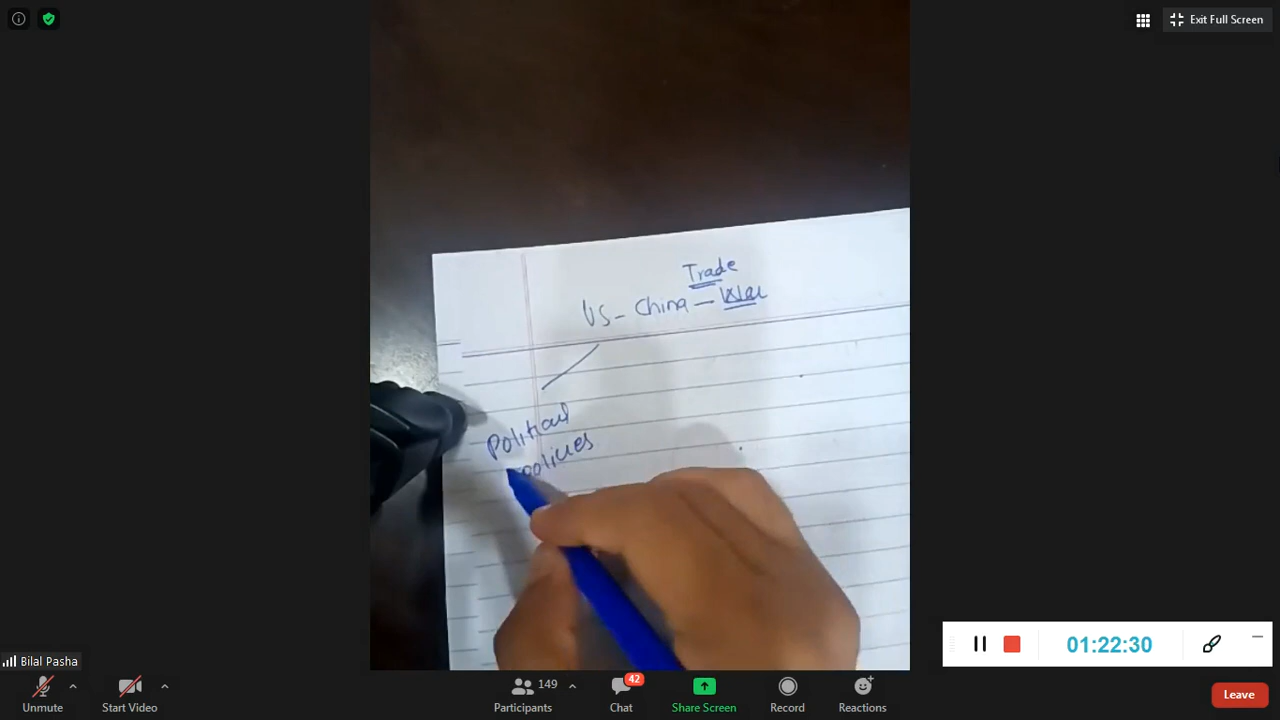 Exit Full Screen
Trade
US - China - War
Political
policies
Bilal Pasha
01:22:30
Unmute
Start Video
149
Participants
42
Chat
Share Screen
Record
Reactions
Leave